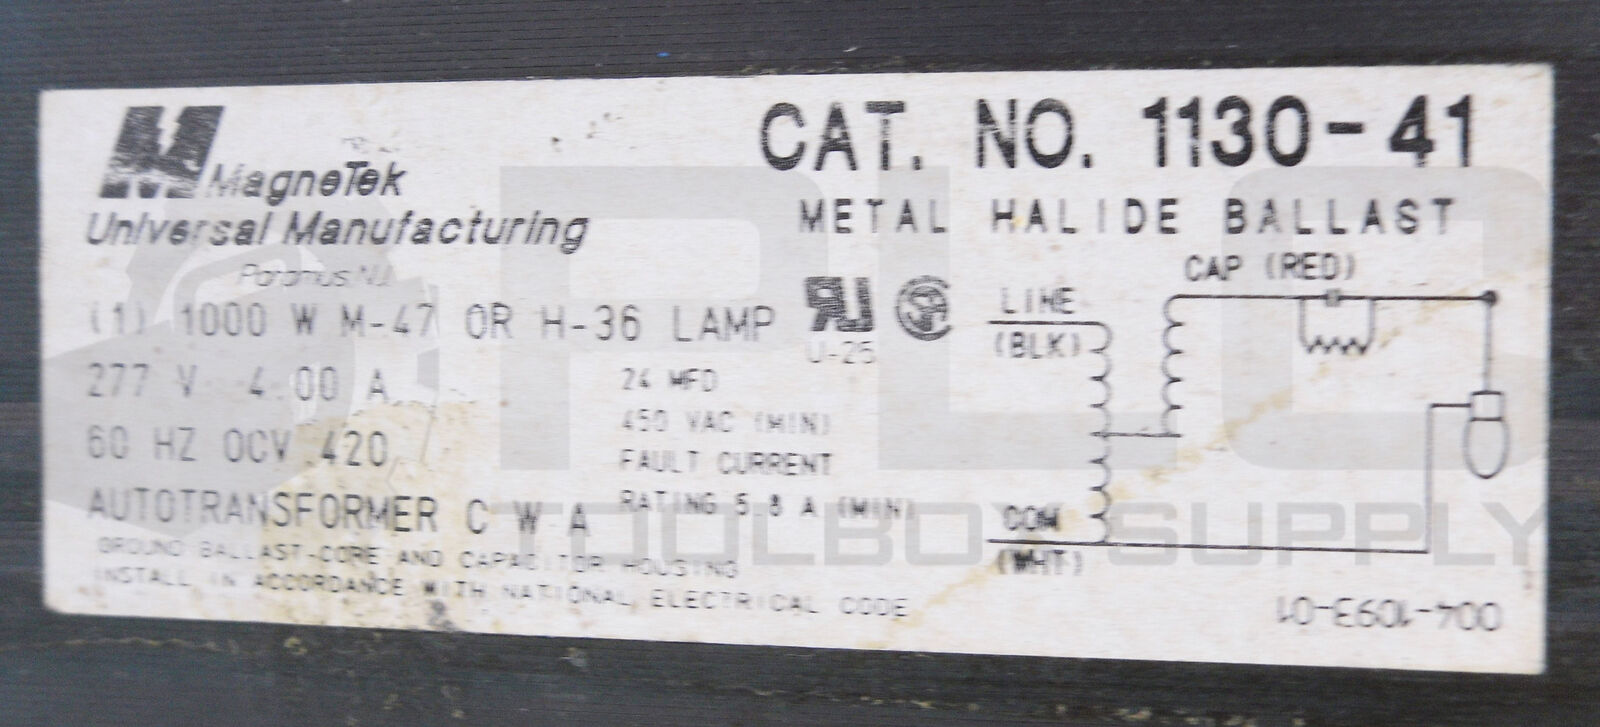 MagneTek
Universal Manufacturing
Paramus NJ.
(1) 1000 W M-47 OR H-36 LAMP
277 V 4.00 A
60 HZ OCV 420
AUTOTRANSFORMER C W A
24 MFD
450 VAC (MIN)
FAULT CURRENT
RATING 5.8 A (MIN)
GROUND BALLAST-CORE AND CAPACITOR HOUSING
INSTALL IN ACCORDANCE WITH NATIONAL ELECTRICAL CODE
CAT. NO. 1130-41
METAL HALIDE BALLAST
U-25
CAP (RED)
LINE
(BLK)
COM
(WHT)
004-1093-01
PLC
TOOLBOX SUPPLY